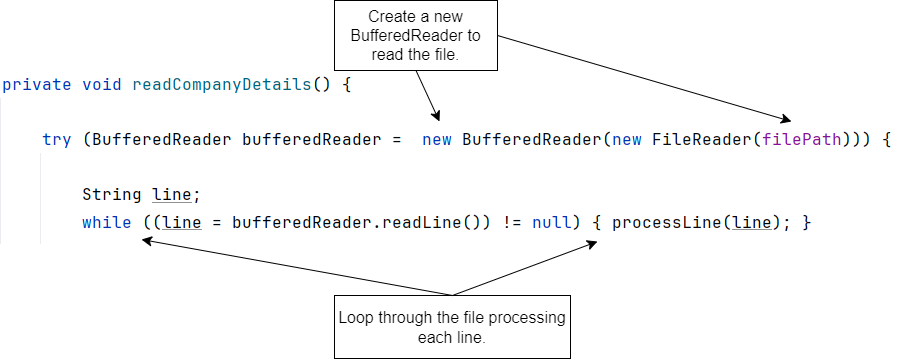 Create a new
BufferedReader to
read the file.
private void readCompanyDetails() {
try (BufferedReader bufferedReader =  new BufferedReader(new FileReader(filePath))) {
String line;
while ((line = bufferedReader.readLine()) != null) { processLine(line); }
Loop through the file processing
each line.